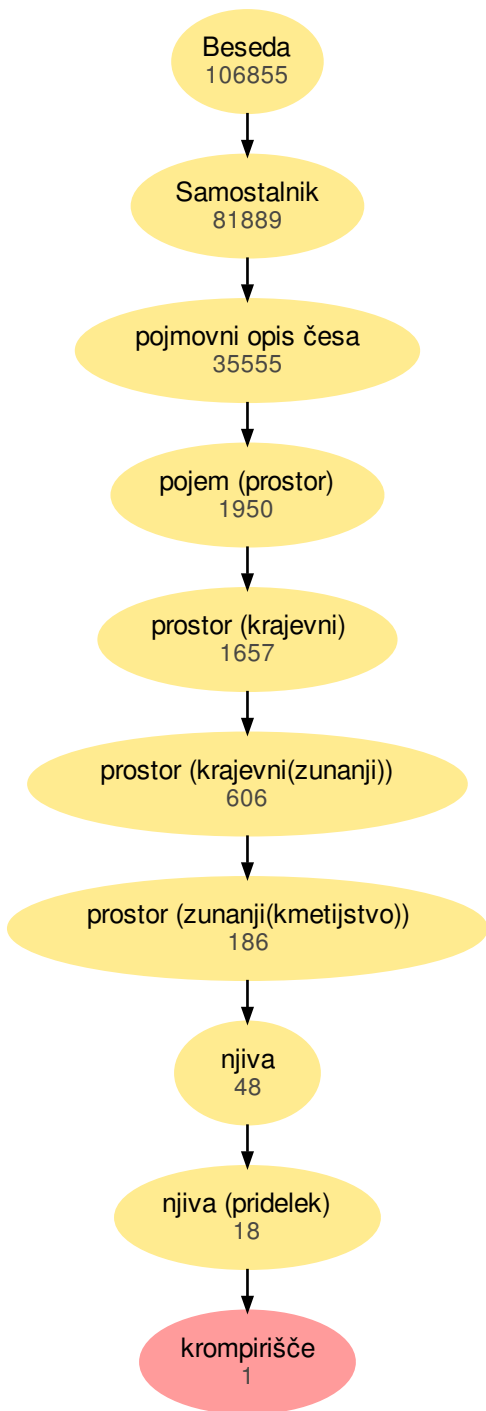 Beseda
106855
Samostalnik
81889
pojmovni opis česa
35555
pojem (prostor)
1950
prostor (krajevni)
1657
prostor (krajevni(zunanji))
606
prostor (zunanji(kmetijstvo))
186
njiva
48
njiva (pridelek)
18
krompirišče
1